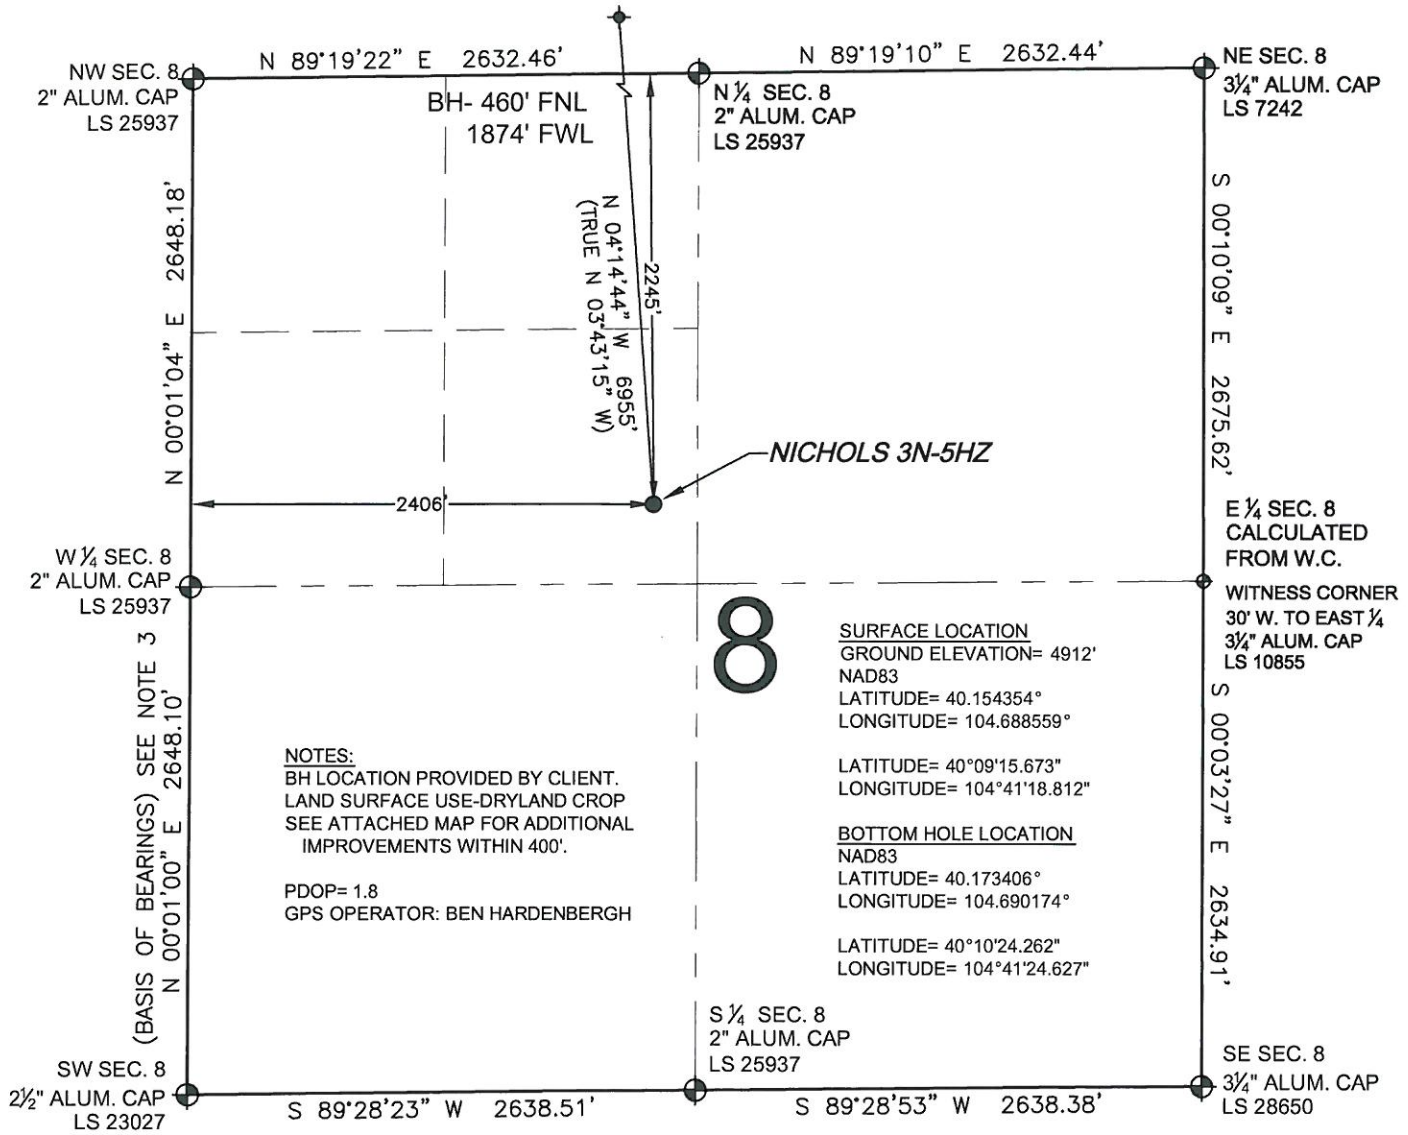 N 89°19'22" E 2632.46'
N 89°19'10" E 2632.44'
NW SEC. 8
2" ALUM. CAP
LS 25937
BH- 460' FNL
1874' FWL
N ¼ SEC. 8
2" ALUM. CAP
LS 25937
NE SEC. 8
3¼" ALUM. CAP
LS 7242
N 00°01'04" E 2648.18'
N 04°14'44" W 6955'
(TRUE N 03°43'15" W)
2245'
S 00°10'09" E 2675.62'
NICHOLS 3N-5HZ
2406'
W ¼ SEC. 8
2" ALUM. CAP
LS 25937
E ¼ SEC. 8
CALCULATED
FROM W.C.
WITNESS CORNER
30' W. TO EAST ¼
3¼" ALUM. CAP
LS 10855
8
(BASIS OF BEARINGS) SEE NOTE 3
N 00°01'00" E 2648.10'
NOTES:
BH LOCATION PROVIDED BY CLIENT.
LAND SURFACE USE-DRYLAND CROP
SEE ATTACHED MAP FOR ADDITIONAL
IMPROVEMENTS WITHIN 400'.
PDOP= 1.8
GPS OPERATOR: BEN HARDENBERGH
SURFACE LOCATION
GROUND ELEVATION= 4912'
NAD83
LATITUDE= 40.154354°
LONGITUDE= 104.688559°
LATITUDE= 40°09'15.673"
LONGITUDE= 104°41'18.812"
BOTTOM HOLE LOCATION
NAD83
LATITUDE= 40.173406°
LONGITUDE= 104.690174°
LATITUDE= 40°10'24.262"
LONGITUDE= 104°41'24.627"
S 00°03'27" E 2634.91'
SW SEC. 8
2½" ALUM. CAP
LS 23027
S ¼ SEC. 8
2" ALUM. CAP
LS 25937
SE SEC. 8
3¼" ALUM. CAP
LS 28650
S 89°28'23" W 2638.51'
S 89°28'53" W 2638.38'